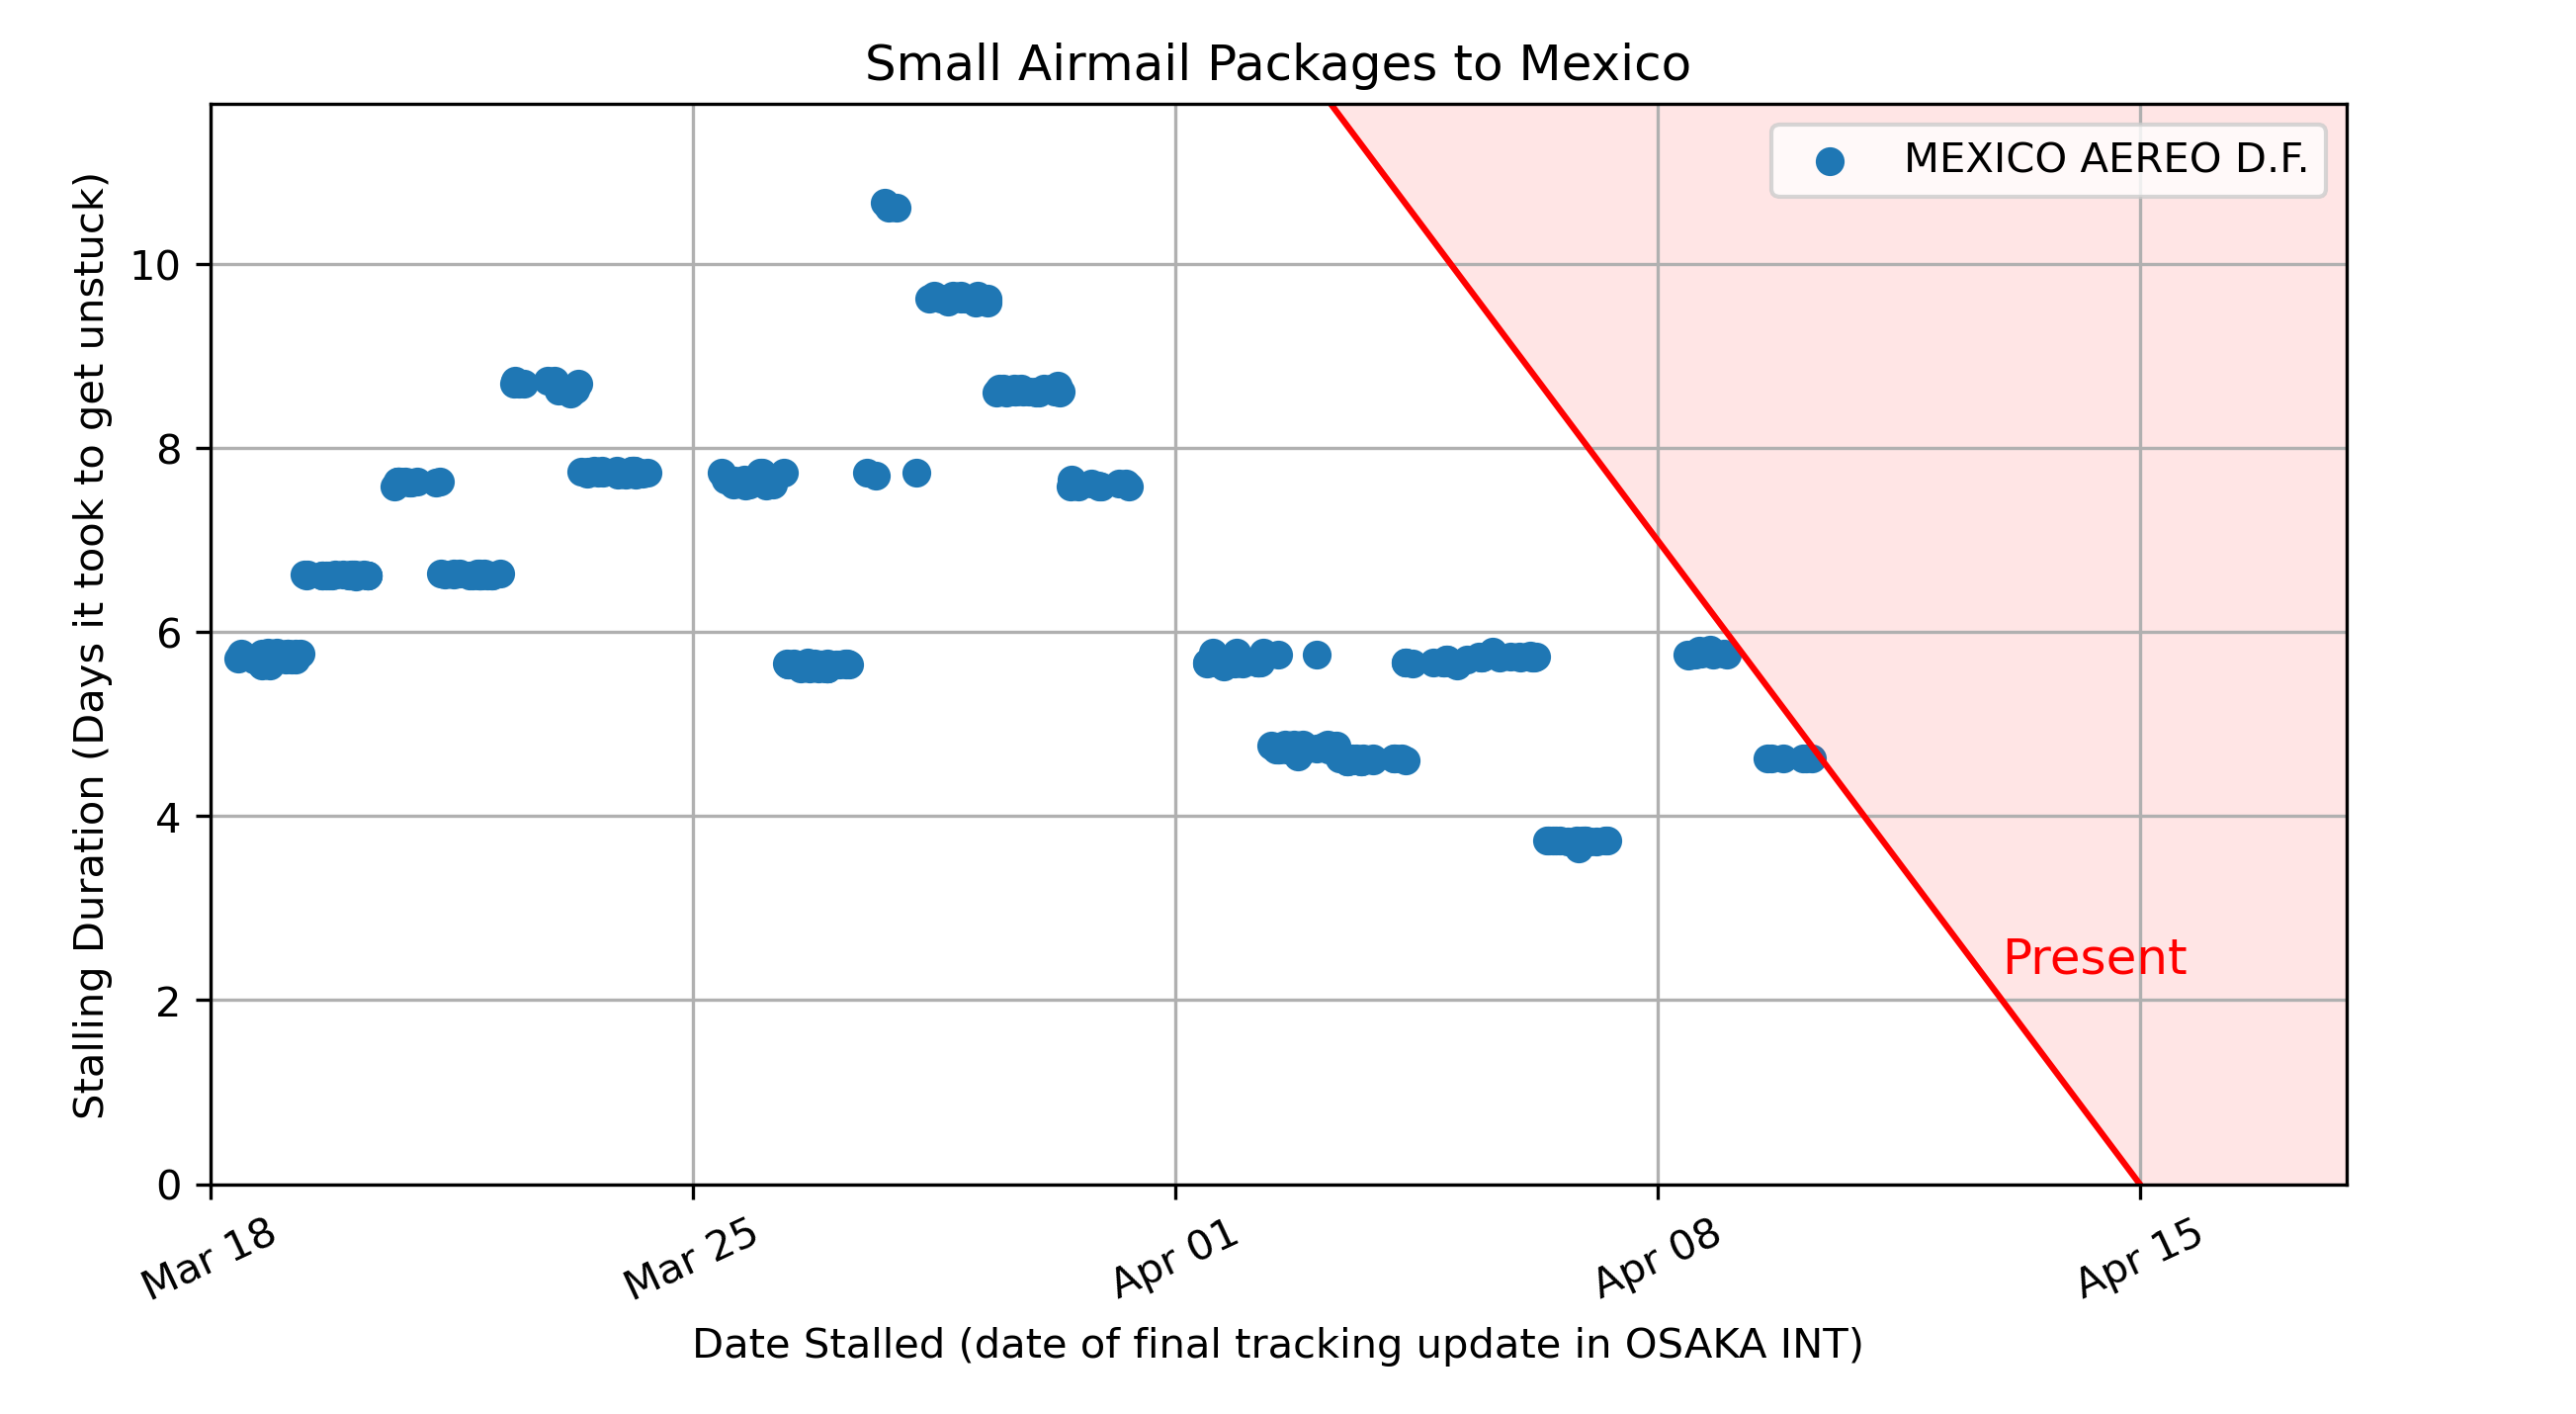 Small Airmail Packages to Mexico
MEXICO AEREO D.F.
Stalling Duration (Days it took to get unstuck)
10
8
6
4
2
0
Present
Mar 18
Mar 25
Apr 01
Apr 08
Apr 15
Date Stalled (date of final tracking update in OSAKA INT)